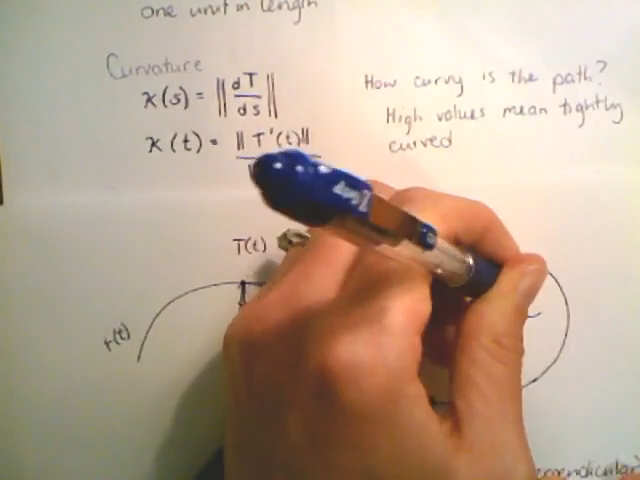 one unit in length
Curvature
κ(s) = || dT/ds ||
κ(t) = || T'(t) ||
How curvy is the path?
High values mean tightly
curved
T(t)
r(t)